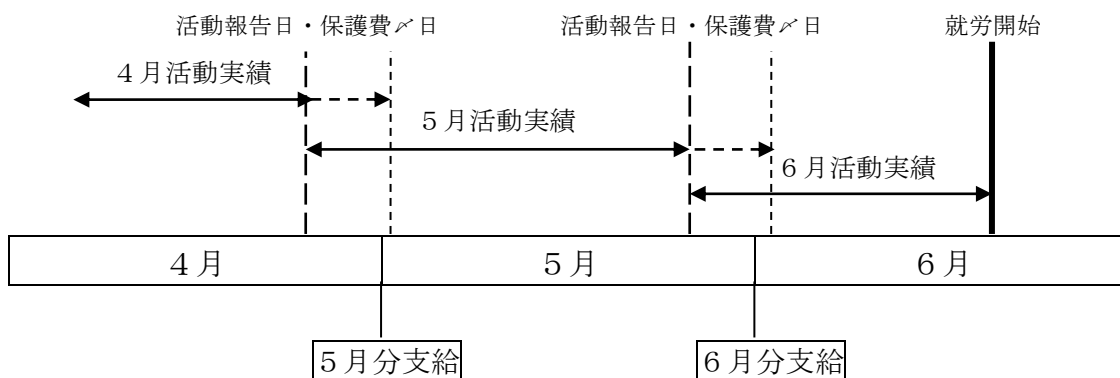 活動報告日・保護費〆日
活動報告日・保護費〆日
就労開始
４月活動実績
５月活動実績
６月活動実績
４月
５月
６月
５月分支給
６月分支給